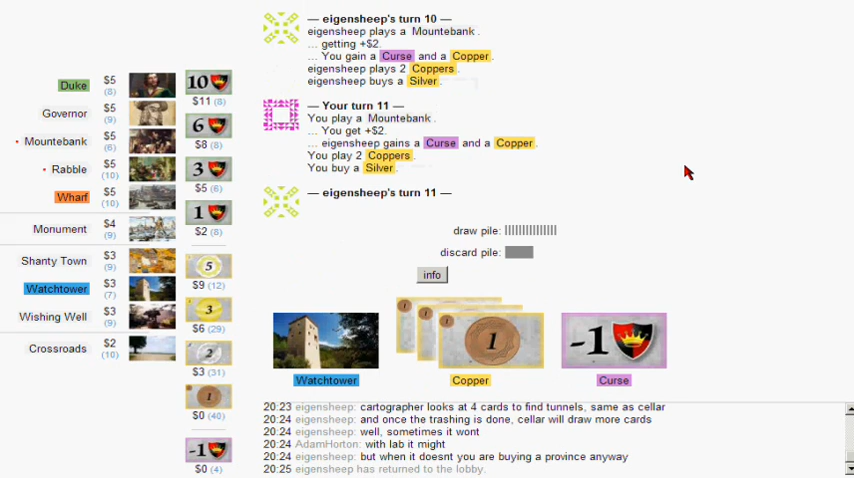 — eigensheep's turn 10 —
eigensheep plays a Mountebank .
... getting +$2.
... You gain a Curse and a Copper.
eigensheep plays 2 Coppers.
eigensheep buys a Silver.
— Your turn 11 —
You play a Mountebank .
... You get +$2.
... eigensheep gains a Curse and a Copper.
You play 2 Coppers.
You buy a Silver.
— eigensheep's turn 11 —
draw pile:
discard pile:
info
Watchtower
Copper
Curse
1
1
1
-1
Duke $5 (8)
Governor $5 (9)
• Mountebank $5 (6)
• Rabble $5 (10)
Wharf $5 (10)
Monument $4 (9)
Shanty Town $3 (9)
Watchtower $3 (7)
Wishing Well $3 (9)
Crossroads $2 (10)
10
$11 (8)
6
$8 (8)
3
$5 (6)
1
$2 (8)
5
$9 (12)
3
$6 (29)
2
$3 (31)
1
$0 (40)
-1
$0 (4)
20:23 eigensheep: cartographer looks at 4 cards to find tunnels, same as cellar
20:24 eigensheep: and once the trashing is done, cellar will draw more cards
20:24 eigensheep: well, sometimes it wont
20:24 AdamHorton: with lab it might
20:24 eigensheep: but when it doesnt you are buying a province anyway
20:25 eigensheep has returned to the lobby.